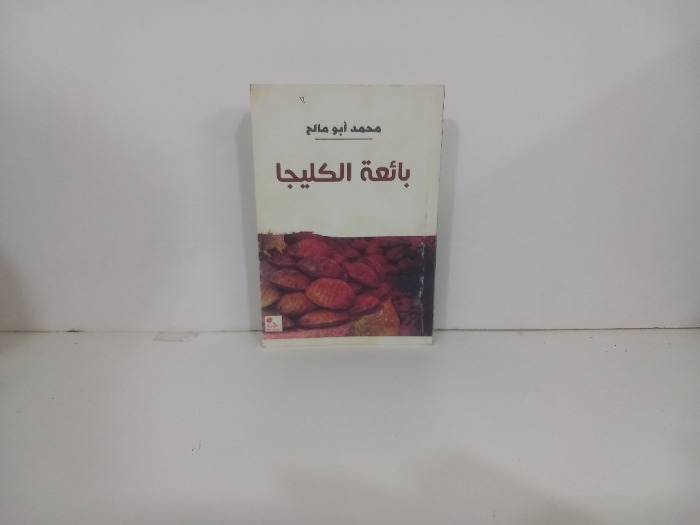 محمد أبو مالح
بائعة الكليجا